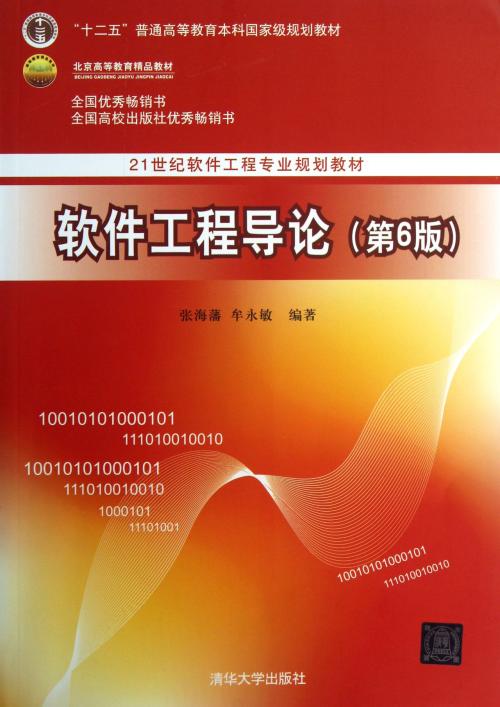 “十二五”普通高等教育本科国家级规划教材
北京高等教育精品教材
BEIJING GAODENG JIAOYU JINGPIN JIAOCAI
全国优秀畅销书
全国高校出版社优秀畅销书
21世纪软件工程专业规划教材
软件工程导论（第6版）
张海藩 牟永敏 编著
10010101000101
111010010010
10010101000101
111010010010
1000101
11101001
10010101000101
111010010010
清华大学出版社